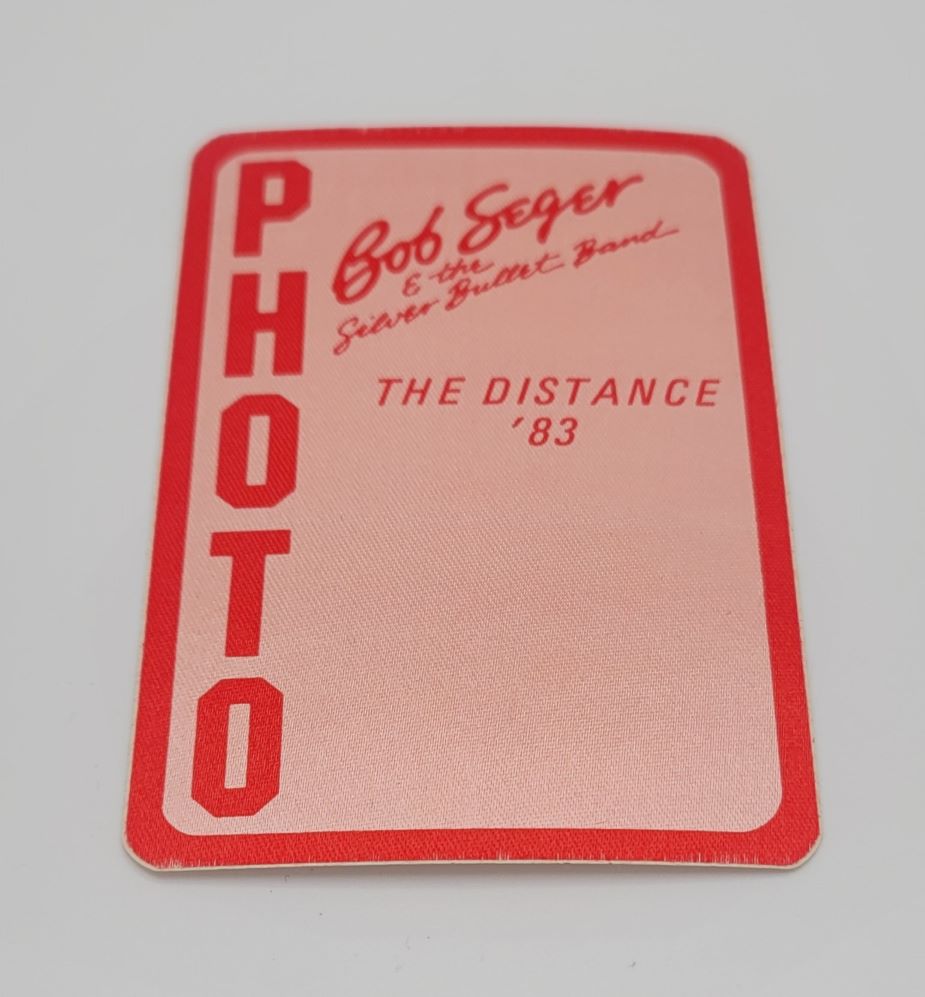 PHOTO
Bob Seger
& the
Silver Bullet Band
THE DISTANCE
'83